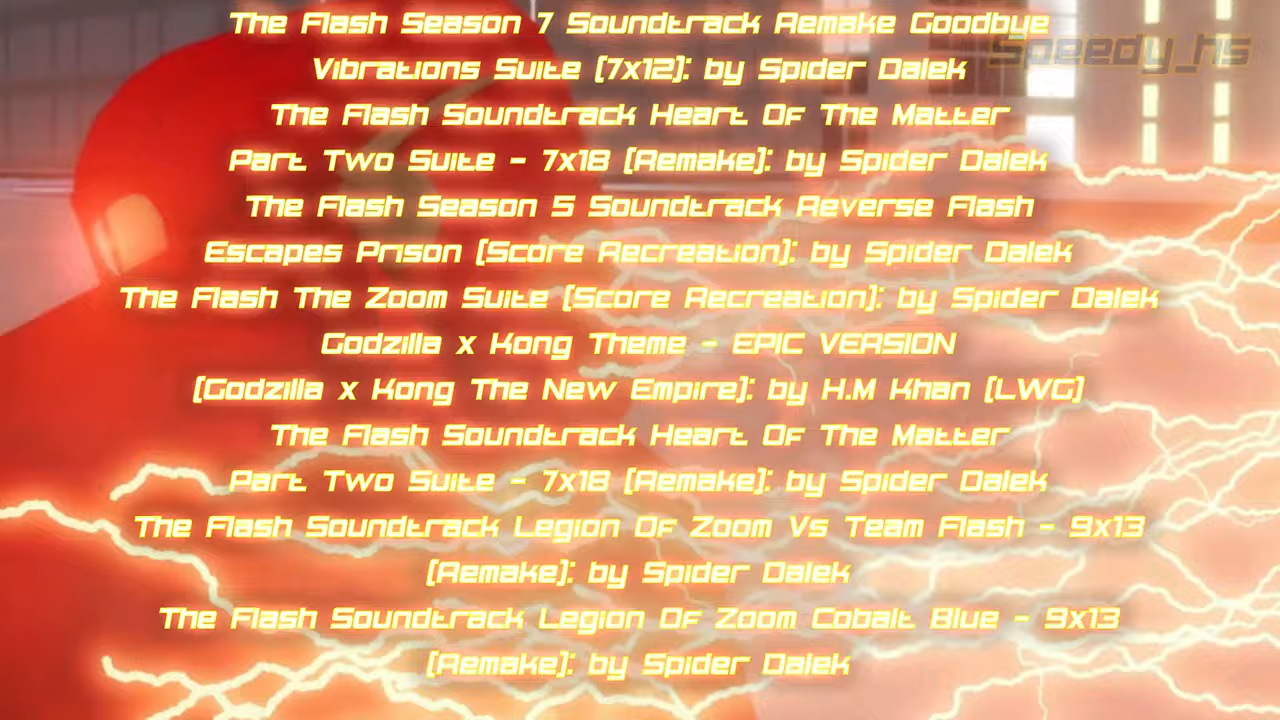 The Flash Season 7 Soundtrack Remake Goodbye
Speedy_hs
Vibrations Suite (7x12): by Spider Dalek
The Flash Soundtrack Heart Of The Matter
Part Two Suite - 7x18 (Remake): by Spider Dalek
The Flash Season 5 Soundtrack Reverse Flash
Escapes Prison (Score Recreation): by Spider Dalek
The Flash The Zoom Suite (Score Recreation): by Spider Dalek
Godzilla x Kong Theme - EPIC VERSION
(Godzilla x Kong The New Empire): by H.M Khan (LWG)
The Flash Soundtrack Heart Of The Matter
Part Two Suite - 7x18 (Remake): by Spider Dalek
The Flash Soundtrack Legion Of Zoom Vs Team Flash - 9x13
(Remake): by Spider Dalek
The Flash Soundtrack Legion Of Zoom Cobalt Blue - 9x13
(Remake): by Spider Dalek